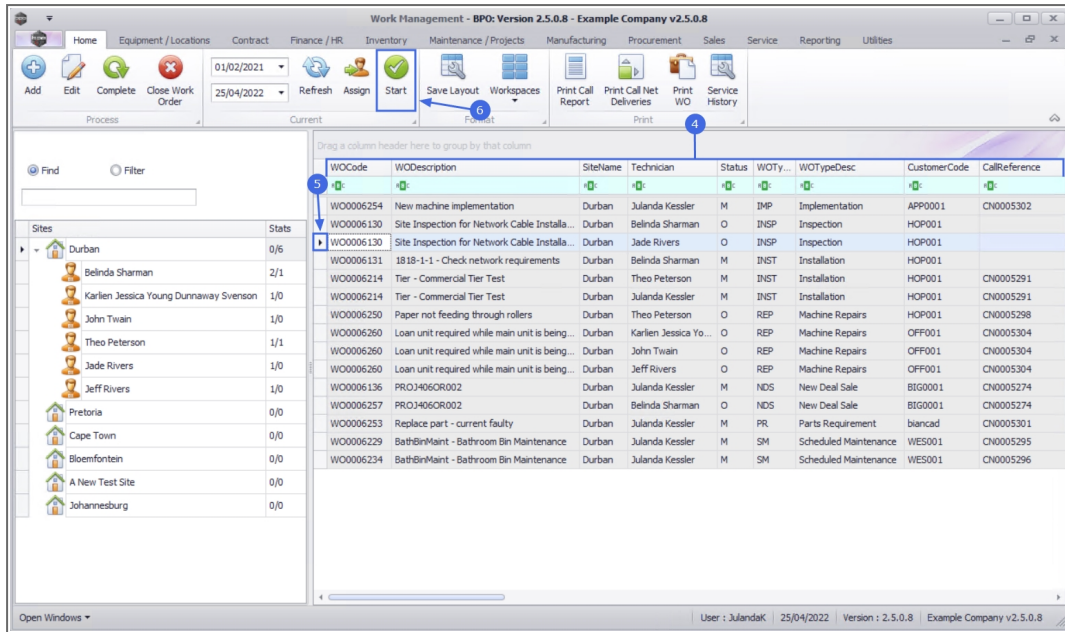 Work Management - BPO: Version 2.5.0.8 - Example Company v2.5.0.8
Home Equipment / Locations Contract Finance / HR Inventory Maintenance / Projects Manufacturing Procurement Sales Service Reporting Utilities
01/02/2021
25/04/2022
Add Edit Complete Close Work Order Refresh Assign Start Save Layout Workspaces Print Call Report Print Call Net Deliveries Print WO Service History
Process Current Format Print
6
4
Drag a column header here to group by that column
Find Filter
5
WOCode WODescription SiteName Technician Status WOTy... WOTypeDesc CustomerCode CallReference
Sites Stats
Durban 0/6
Belinda Sharman 2/1
Karlien Jessica Young Dunnaway Svenson 1/0
John Twain 1/0
Theo Peterson 1/1
Jade Rivers 1/0
Jeff Rivers 1/0
Pretoria 0/0
Cape Town 0/0
Bloemfontein 0/0
A New Test Site 0/0
Johannesburg 0/0
WO0006254 New machine implementation Durban Julanda Kessler M IMP Implementation APP0001 CN0005302
WO0006130 Site Inspection for Network Cable Installa... Durban Belinda Sharman O INSP Inspection HOP001
WO0006130 Site Inspection for Network Cable Installa... Durban Jade Rivers O INSP Inspection HOP001
WO0006131 1818-1-1 - Check network requirements Durban Belinda Sharman M INST Installation HOP001
WO0006214 Tier - Commercial Tier Test Durban Theo Peterson M INST Installation HOP001 CN0005291
WO0006214 Tier - Commercial Tier Test Durban Julanda Kessler M INST Installation HOP001 CN0005291
WO0006250 Paper not feeding through rollers Durban Theo Peterson O REP Machine Repairs HOP001 CN0005298
WO0006260 Loan unit required while main unit is being... Durban Karlien Jessica Yo... O REP Machine Repairs OFF001 CN0005304
WO0006260 Loan unit required while main unit is being... Durban John Twain O REP Machine Repairs OFF001 CN0005304
WO0006260 Loan unit required while main unit is being... Durban Jeff Rivers O REP Machine Repairs OFF001 CN0005304
WO0006136 PROJ406OR002 Durban Julanda Kessler M NDS New Deal Sale BIG0001 CN0005274
WO0006257 PROJ406OR002 Durban Belinda Sharman O NDS New Deal Sale BIG0001 CN0005274
WO0006253 Replace part - current faulty Durban Julanda Kessler M PR Parts Requirement biancad CN0005301
WO0006229 BathBinMaint - Bathroom Bin Maintenance Durban Julanda Kessler M SM Scheduled Maintenance WES001 CN0005295
WO0006234 BathBinMaint - Bathroom Bin Maintenance Durban Julanda Kessler M SM Scheduled Maintenance WES001 CN0005296
Open Windows User : JulandaK 25/04/2022 Version : 2.5.0.8 Example Company v2.5.0.8